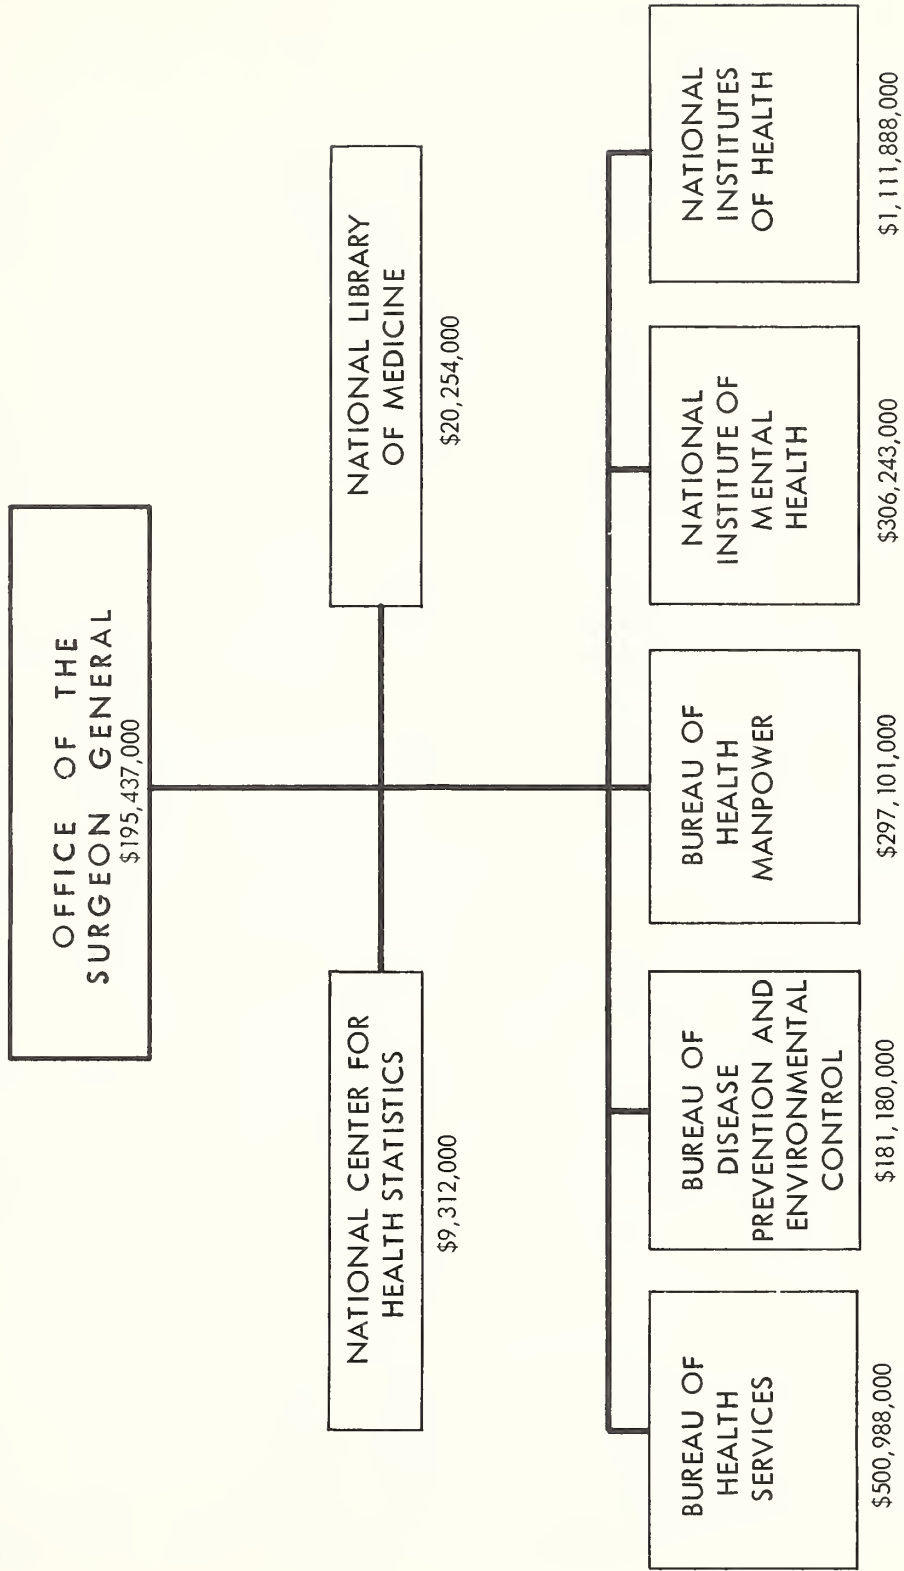 OFFICE OF THE
SURGEON GENERAL
$195,437,000
NATIONAL CENTER FOR
HEALTH STATISTICS
$9,312,000
NATIONAL LIBRARY
OF MEDICINE
$20,254,000
BUREAU OF
HEALTH
SERVICES
$500,988,000
BUREAU OF
DISEASE
PREVENTION AND
ENVIRONMENTAL
CONTROL
$181,180,000
BUREAU OF
HEALTH
MANPOWER
$297,101,000
NATIONAL
INSTITUTE OF
MENTAL
HEALTH
$306,243,000
NATIONAL
INSTITUTES
OF HEALTH
$1,111,888,000